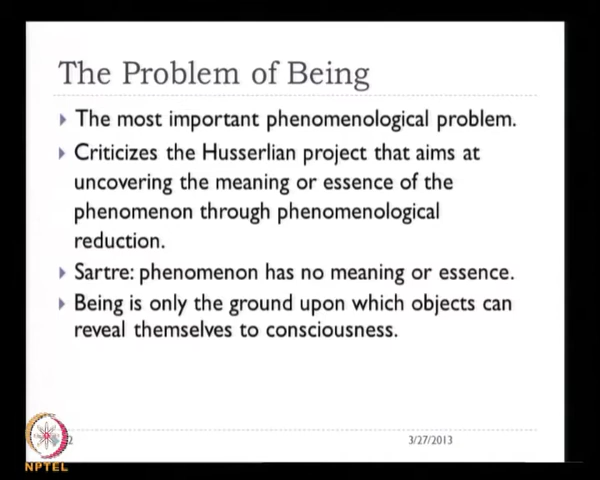 The Problem of Being
The most important phenomenological problem.
Criticizes the Husserlian project that aims at
uncovering the meaning or essence of the
phenomenon through phenomenological
reduction.
Sartre: phenomenon has no meaning or essence.
Being is only the ground upon which objects can
reveal themselves to consciousness.
2
3/27/2013
NPTEL